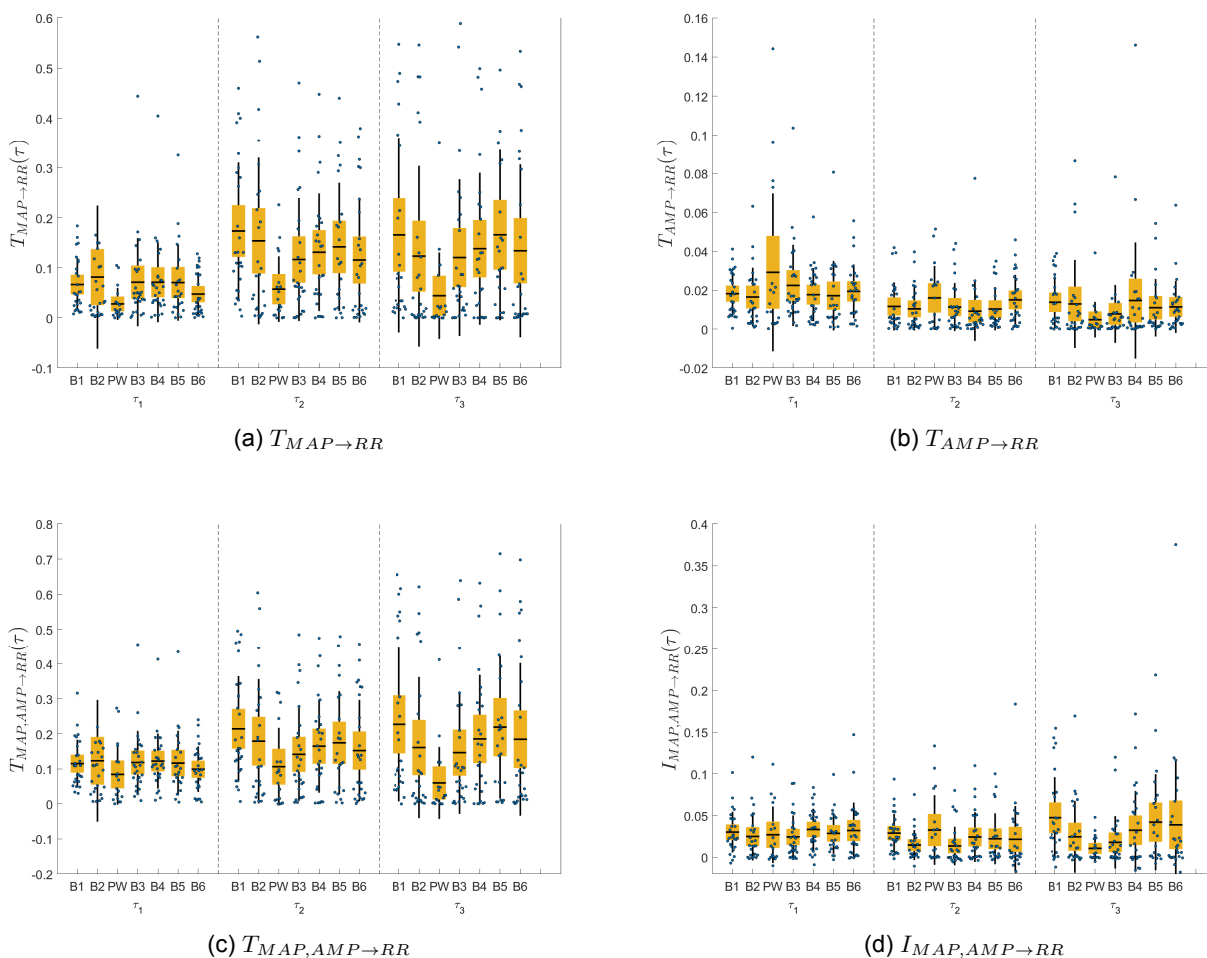 0.6
0.5
0.4
0.3
0.2
0.1
0
-0.1
T_{MAP→RR}(τ)
B1 B2 PW B3 B4 B5 B6 B1 B2 PW B3 B4 B5 B6 B1 B2 PW B3 B4 B5 B6
τ₁ τ₂ τ₃
(a) T_{MAP→RR}
0.16
0.14
0.12
0.1
0.08
0.06
0.04
0.02
0
-0.02
T_{AMP→RR}(τ)
B1 B2 PW B3 B4 B5 B6 B1 B2 PW B3 B4 B5 B6 B1 B2 PW B3 B4 B5 B6
τ₁ τ₂ τ₃
(b) T_{AMP→RR}
0.8
0.7
0.6
0.5
0.4
0.3
0.2
0.1
0
-0.1
-0.2
T_{MAP,AMP→RR}(τ)
B1 B2 PW B3 B4 B5 B6 B1 B2 PW B3 B4 B5 B6 B1 B2 PW B3 B4 B5 B6
τ₁ τ₂ τ₃
(c) T_{MAP,AMP→RR}
0.4
0.35
0.3
0.25
0.2
0.15
0.1
0.05
0
I_{MAP,AMP→RR}(τ)
B1 B2 PW B3 B4 B5 B6 B1 B2 PW B3 B4 B5 B6 B1 B2 PW B3 B4 B5 B6
τ₁ τ₂ τ₃
(d) I_{MAP,AMP→RR}